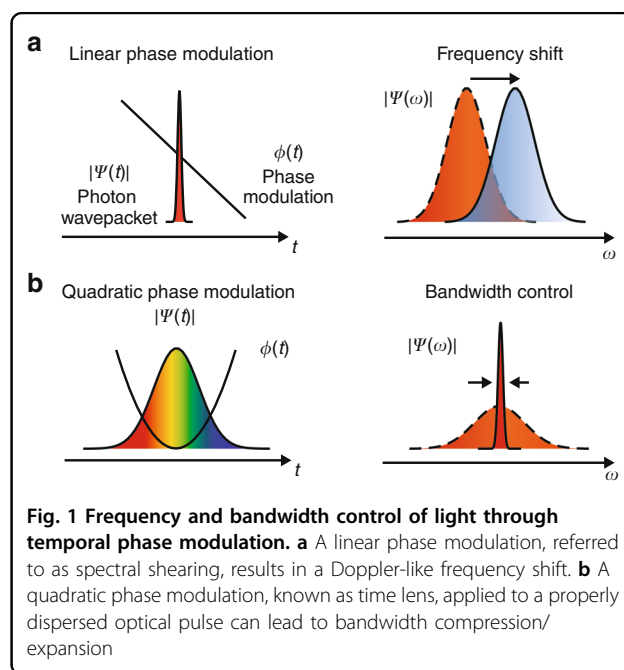 a
Linear phase modulation
Frequency shift
|Ψ(ω)|
ϕ(t)
|Ψ(t)|
Phase
Photon
modulation
wavepacket
t
ω
b
Quadratic phase modulation
Bandwidth control
|Ψ(t)|
ϕ(t)
|Ψ(ω)|
t
ω
Fig. 1 Frequency and bandwidth control of light through
temporal phase modulation. a A linear phase modulation, referred
to as spectral shearing, results in a Doppler-like frequency shift. b A
quadratic phase modulation, known as time lens, applied to a properly
dispersed optical pulse can lead to bandwidth compression/
expansion